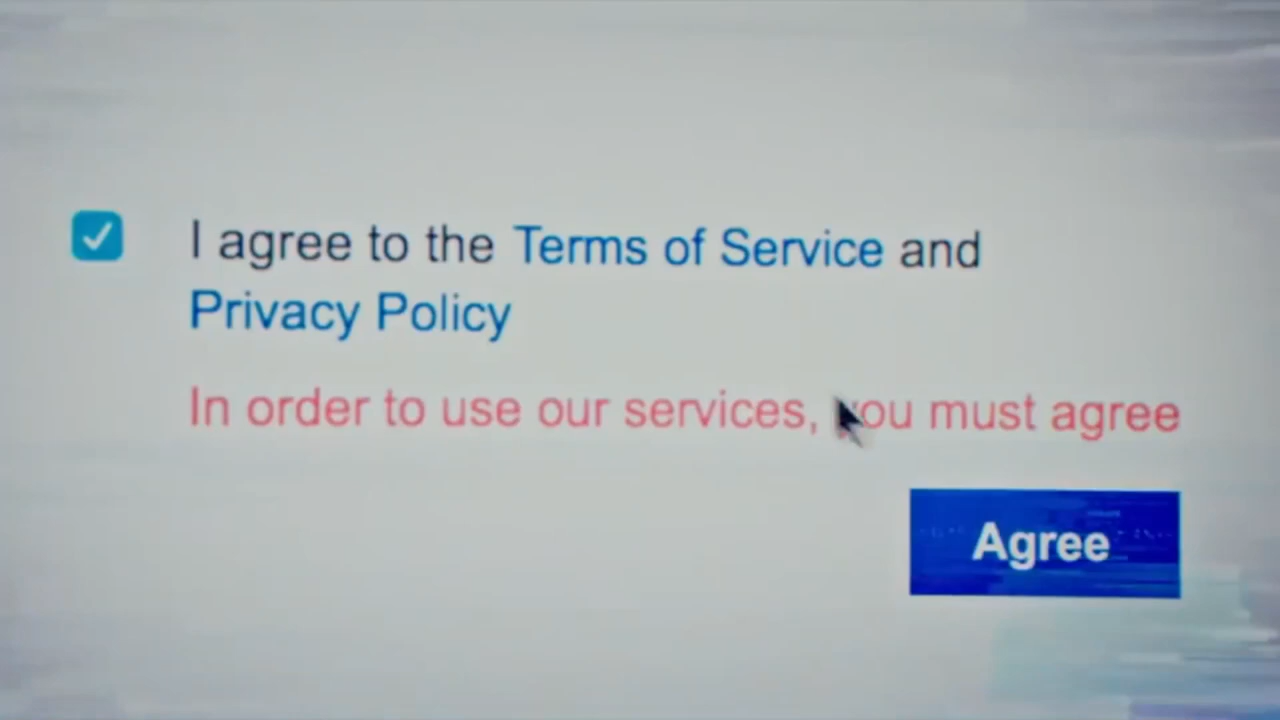 I agree to the Terms of Service and
Privacy Policy
In order to use our services, you must agree
Agree